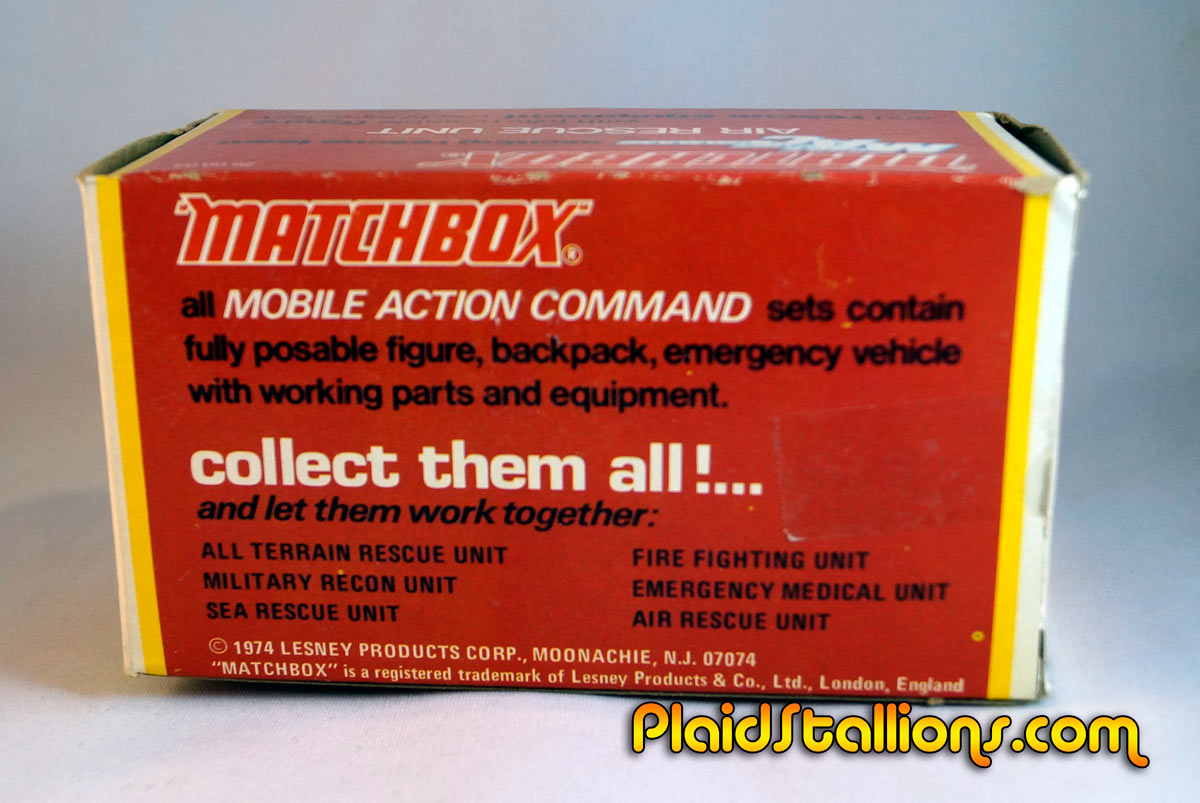 AIR RESCUE UNIT
"MATCHBOX"®
all MOBILE ACTION COMMAND sets contain
fully posable figure, backpack, emergency vehicle
with working parts and equipment.
collect them all!...
and let them work together:
ALL TERRAIN RESCUE UNIT
MILITARY RECON UNIT
SEA RESCUE UNIT
FIRE FIGHTING UNIT
EMERGENCY MEDICAL UNIT
AIR RESCUE UNIT
© 1974 LESNEY PRODUCTS CORP., MOONACHIE, N.J. 07074
"MATCHBOX" is a registered trademark of Lesney Products & Co., Ltd., London, England
PlaidStallions.com